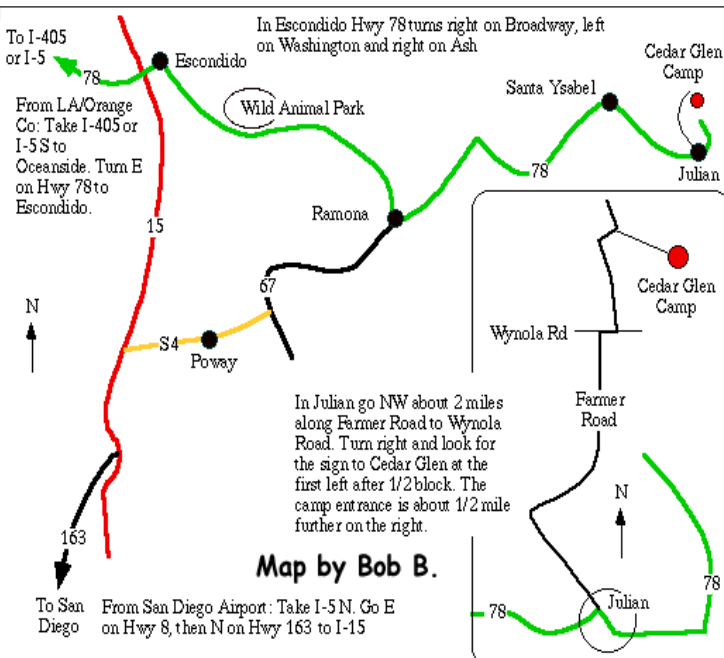 In Escondido Hwy 78 turns right on Broadway, left
on Washington and right on Ash
To I-405
or I-5
78
Escondido
Cedar Glen
Camp
Santa Ysabel
Wild Animal Park
From LA/Orange
Co: Take I-405 or
I-5 S to
Oceanside. Turn E
on Hwy 78 to
Escondido.
78
Julian
Ramona
15
67
N
S4
Poway
Cedar Glen
Camp
Wynola Rd
Farmer
Road
In Julian go NW about 2 miles
along Farmer Road to Wynola
Road. Turn right and look for
the sign to Cedar Glen at the
first left after 1/2 block. The
camp entrance is about 1/2 mile
further on the right.
N
163
Map by Bob B.
78
Julian
78
To San
Diego
From San Diego Airport: Take I-5 N. Go E
on Hwy 8, then N on Hwy 163 to I-15